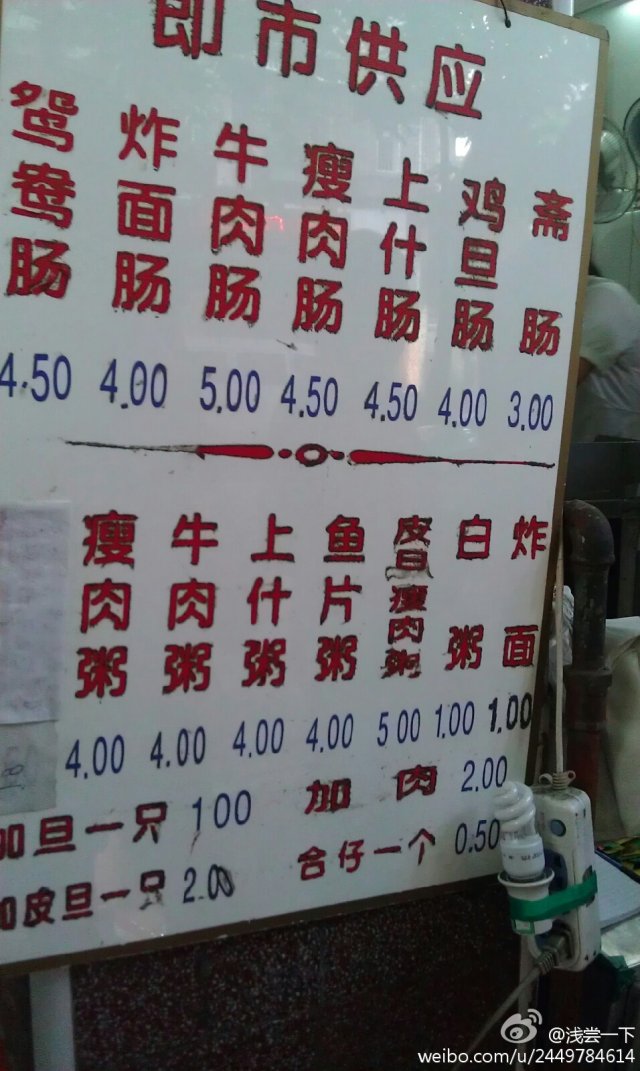 即市供应
鸳鸯肠 炸面肠 牛肉肠 瘦肉肠 上什肠 鸡旦肠 斋肠
4.50 4.00 5.00 4.50 4.50 4.00 3.00
瘦肉粥 牛肉粥 上什粥 鱼片粥 皮旦瘦肉粥 白粥 炸面
4.00 4.00 4.00 4.00 5 00 1.00 1.00
加旦一只 1 00 加肉 2.00
加皮旦一只 2.00 合仔一个 0.50
@浅尝一下
weibo.com/u/2449784614